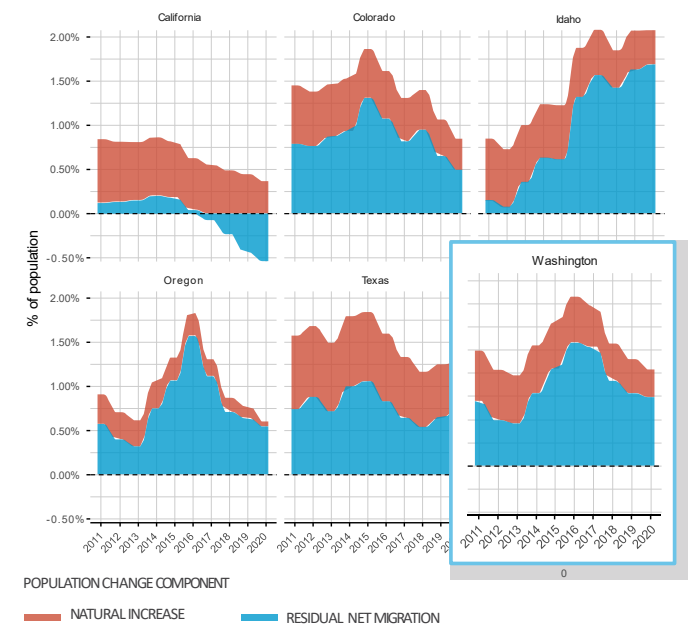 California
Colorado
Idaho
2.00%
1.50%
1.00%
0.50%
0.00%
-0.50%
% of population
Oregon
Texas
Washington
2.00%
1.50%
1.00%
0.50%
0.00%
-0.50%
2011 2012 2013 2014 2015 2016 2017 2018 2019 2020
2011 2012 2013 2014 2015 2016 2017 2018 2019
2011 2012 2013 2014 2015 2016 2017 2018 2019 2020
0
POPULATION CHANGE COMPONENT
NATURAL INCREASE
RESIDUAL NET MIGRATION